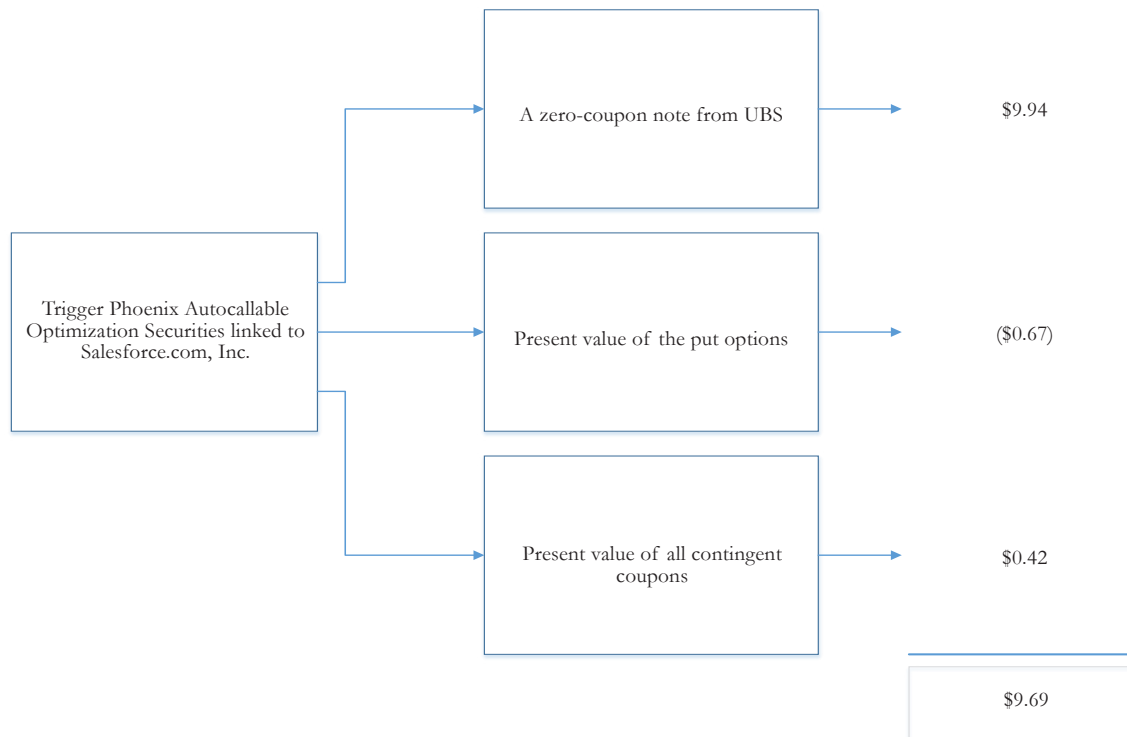 A zero-coupon note from UBS
$9.94
Trigger Phoenix Autocallable
Optimization Securities linked to
Salesforce.com, Inc.
Present value of the put options
($0.67)
Present value of all contingent
coupons
$0.42
$9.69